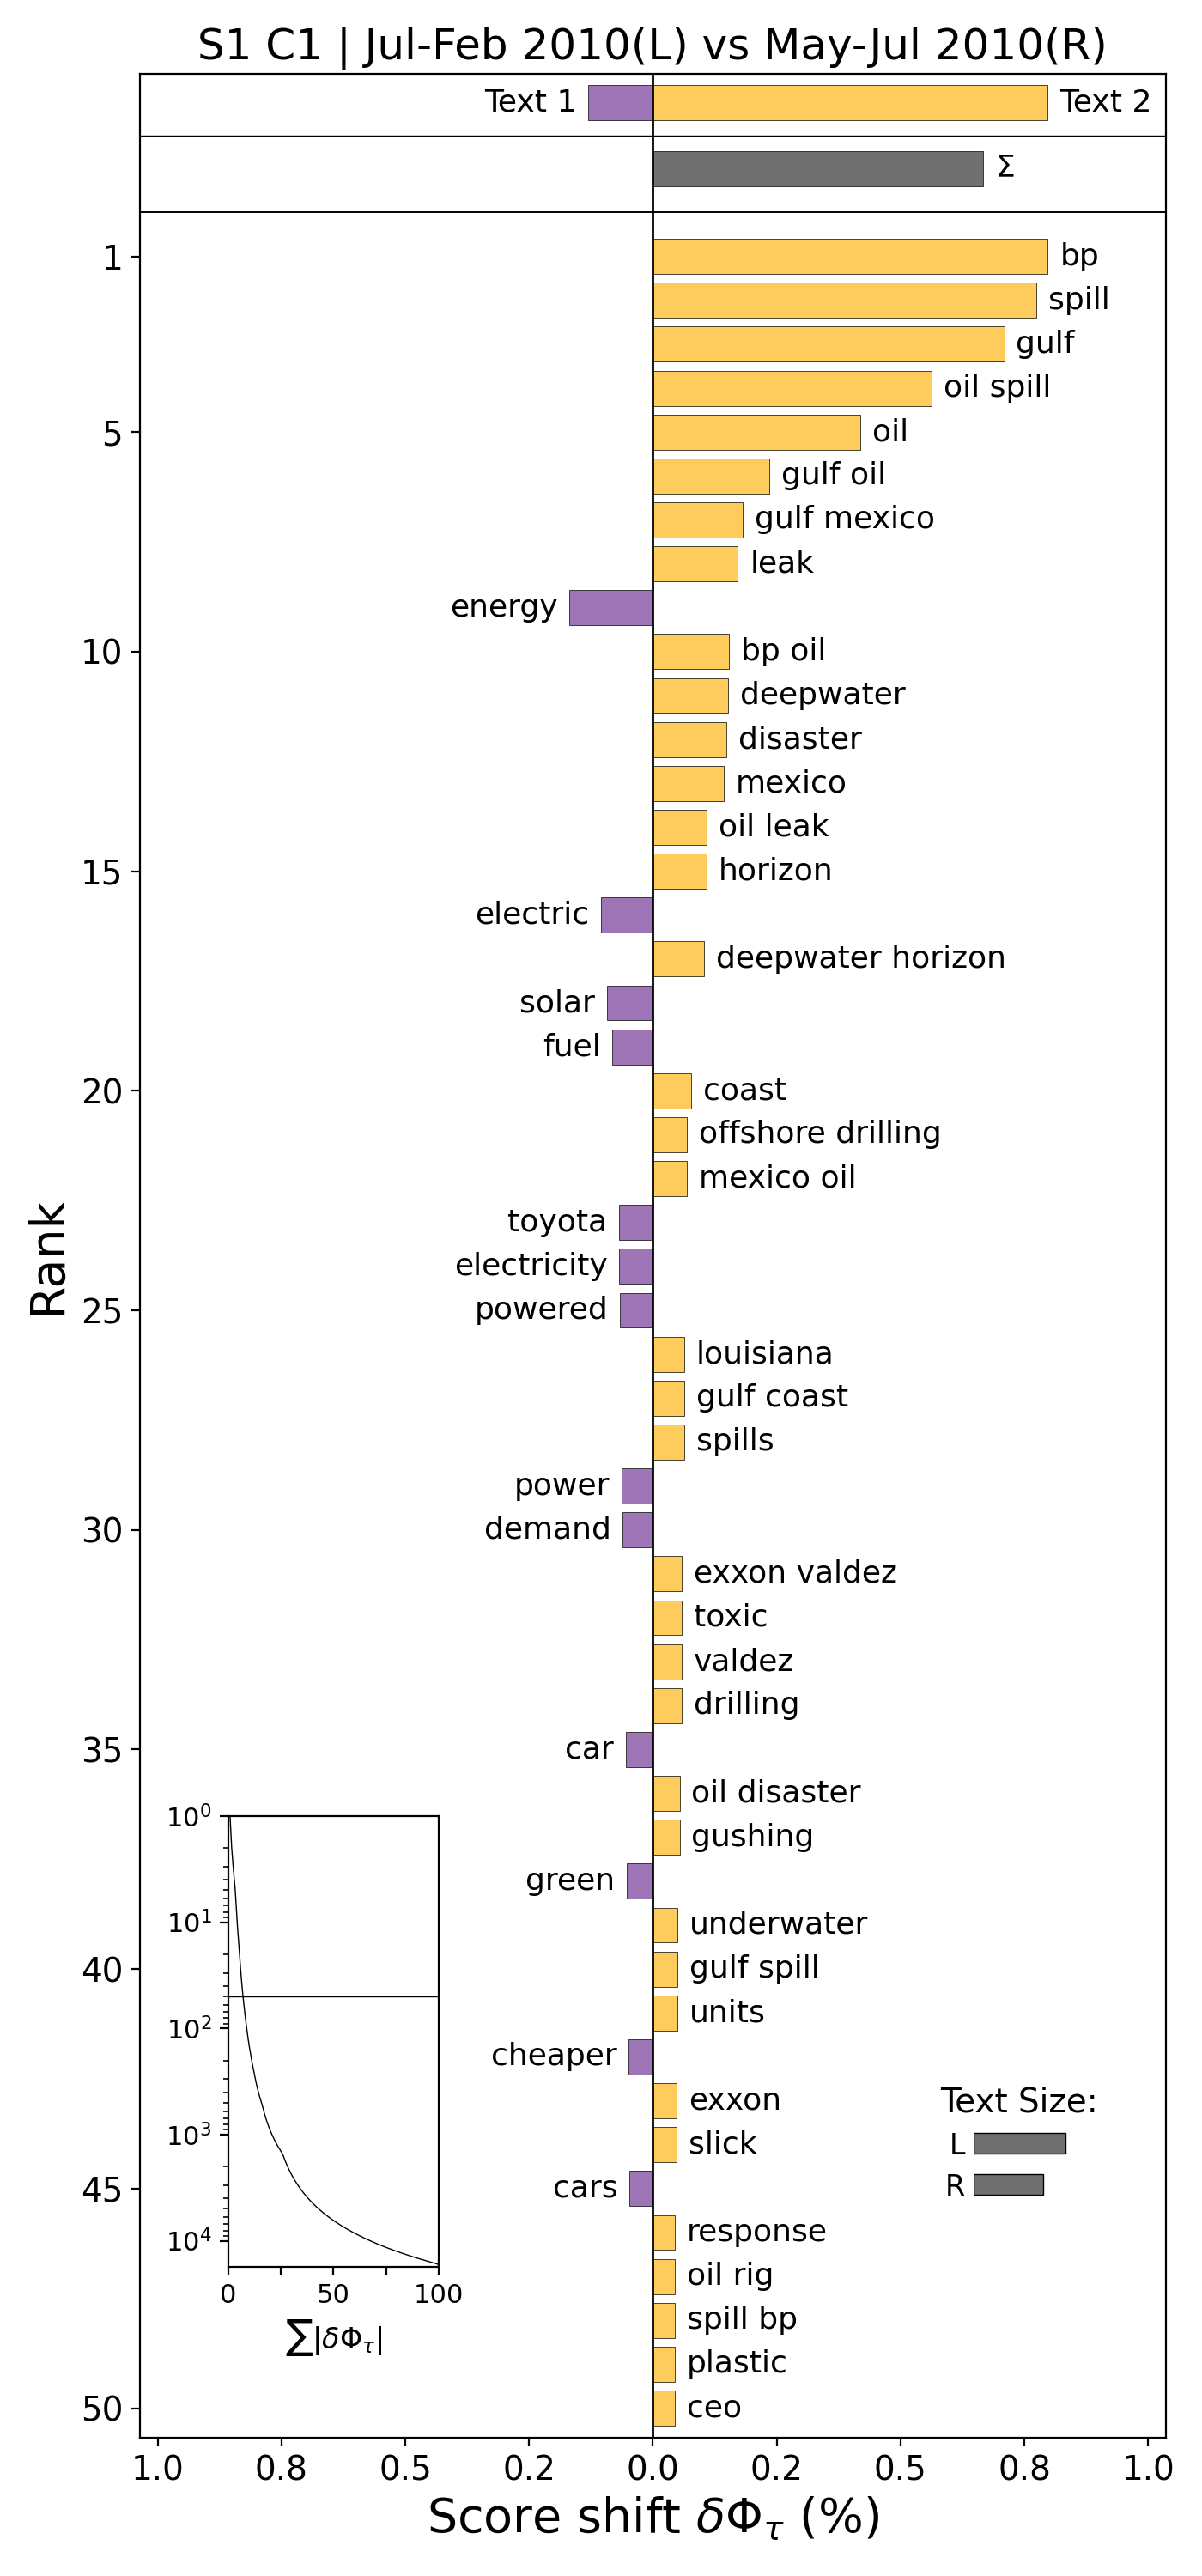 S1 C1 | Jul-Feb 2010(L) vs May-Jul 2010(R)
Text 1
Text 2
Σ
1
bp
spill
gulf
oil spill
5
oil
gulf oil
gulf mexico
leak
energy
10
bp oil
deepwater
disaster
mexico
oil leak
15
horizon
electric
deepwater horizon
solar
fuel
20
coast
offshore drilling
mexico oil
toyota
electricity
25
powered
louisiana
gulf coast
spills
power
30
demand
exxon valdez
toxic
valdez
drilling
35
car
oil disaster
gushing
green
underwater
40
gulf spill
units
cheaper
exxon
slick
45
cars
response
oil rig
spill bp
plastic
50
ceo
Rank
10⁰
10¹
10²
10³
10⁴
0 50 100
∑|δΦτ|
Text Size:
L
R
1.0 0.8 0.5 0.2 0.0 0.2 0.5 0.8 1.0
Score shift δΦτ (%)